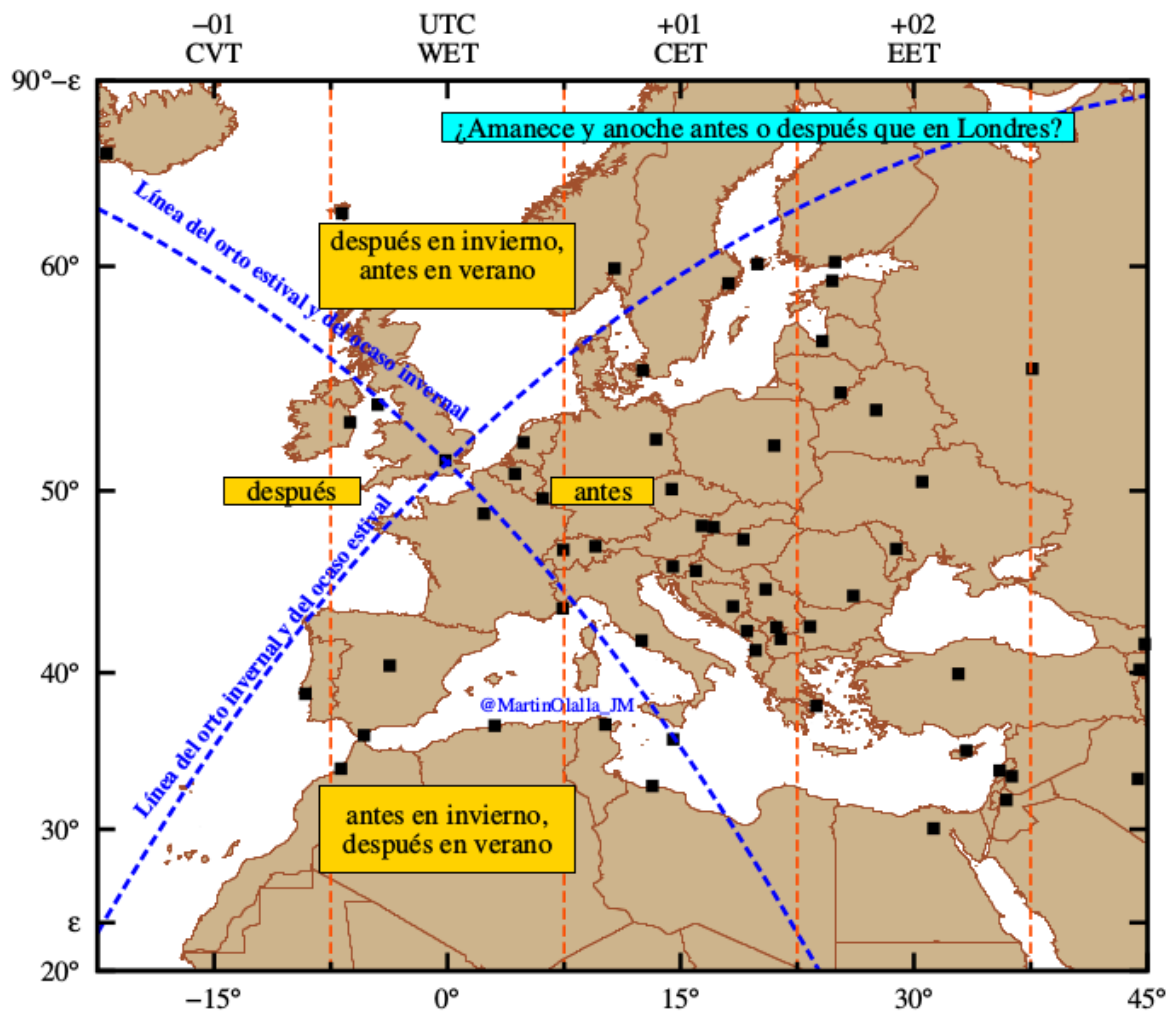 −01
UTC
+01
+02
CVT
WET
CET
EET
90°−ε
¿Amanece y anoche antes o después que en Londres?
Línea del orto estival y del ocaso invernal
después en invierno,
antes en verano
60°
50°
después
antes
Línea del orto invernal y del ocaso estival
40°
@MartinOlalla_JM
30°
antes en invierno,
después en verano
ε
20°
−15°
0°
15°
30°
45°